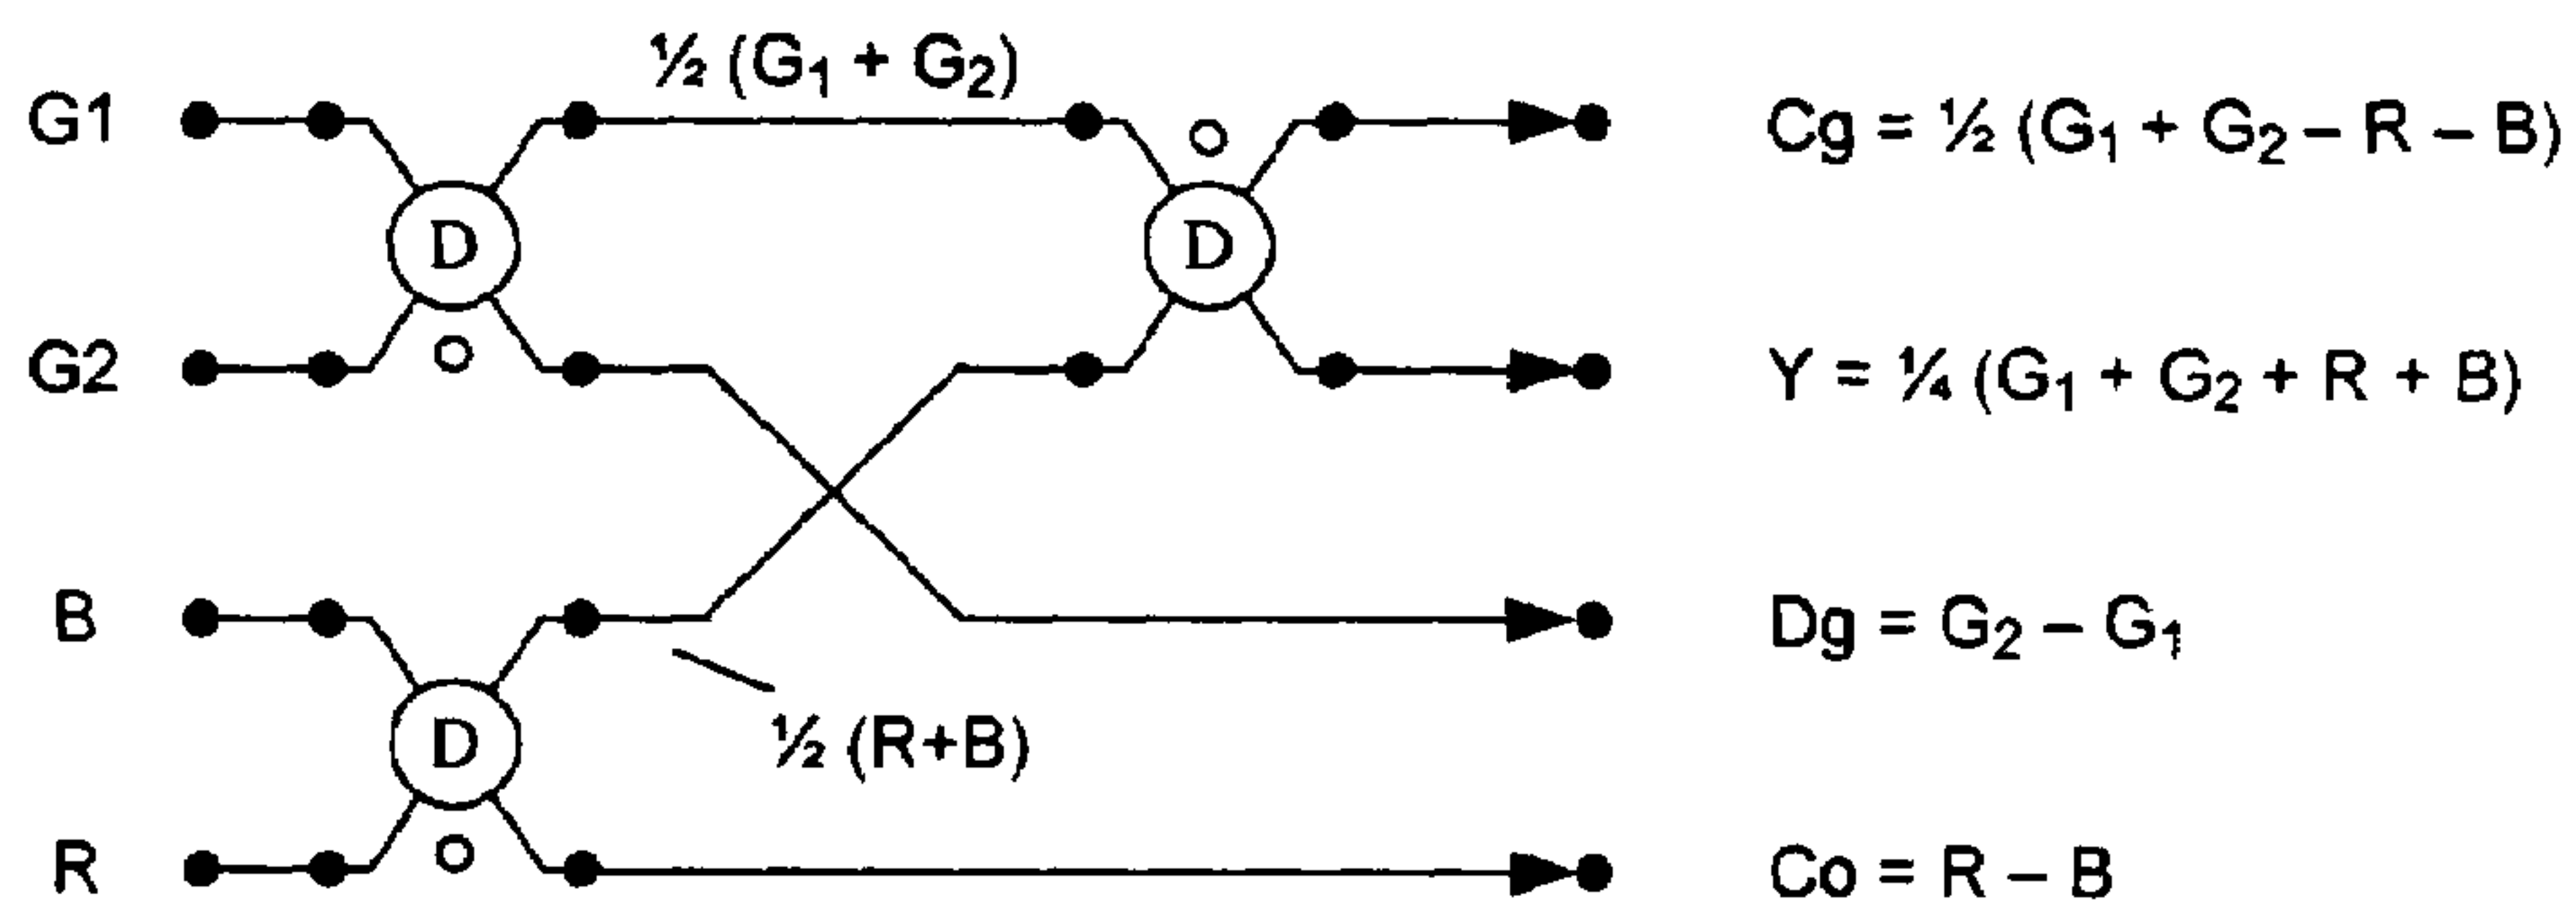 ½ (G₁ + G₂)
G1
Cg = ½ (G₁ + G₂ – R – B)
D
D
G2
Y = ¼ (G₁ + G₂ + R + B)
B
Dg = G₂ – G₁
D
½ (R+B)
R
Co = R – B